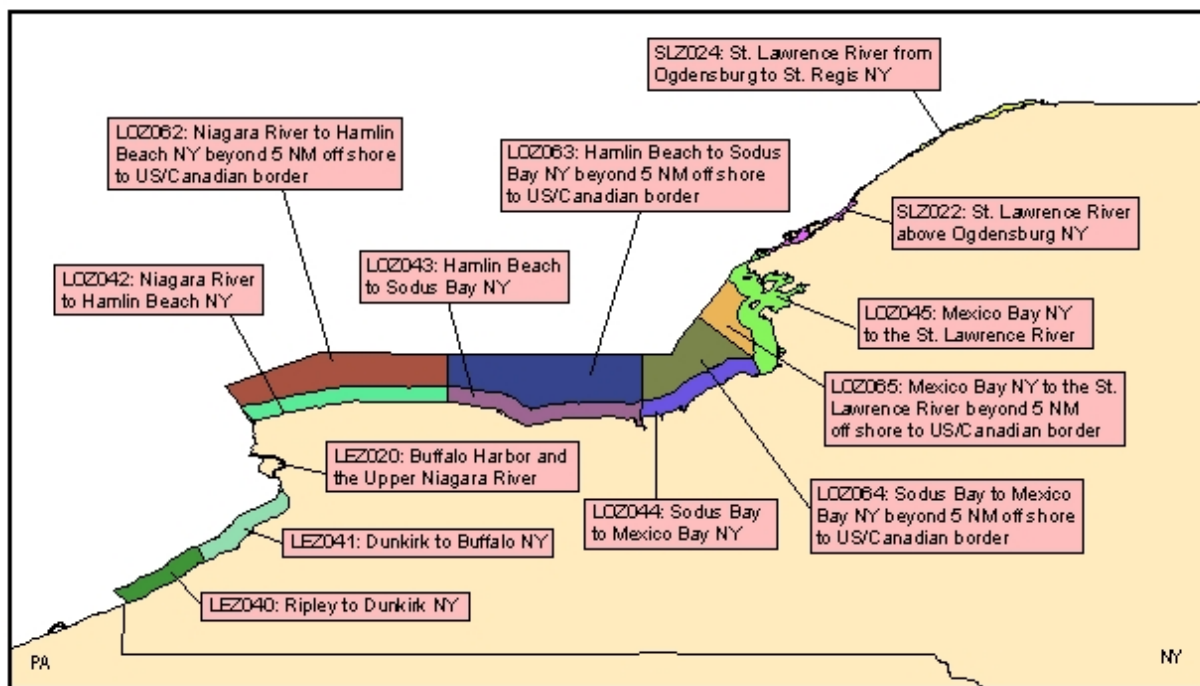 SLZ024: St. Lawrence River from
Ogdensburg to St. Regis NY
LOZ062: Niagara River to Hamlin
Beach NY beyond 5 NM off shore
to US/Canadian border
LOZ063: Hamlin Beach to Sodus
Bay NY beyond 5 NM off shore
to US/Canadian border
SLZ022: St. Lawrence River
above Ogdensburg NY
LOZ043: Hamlin Beach
to Sodus Bay NY
LOZ042: Niagara River
to Hamlin Beach NY
LOZ045: Mexico Bay NY
to the St. Lawrence River
LOZ065: Mexico Bay NY to the St.
Lawrence River beyond 5 NM
off shore to US/Canadian border
LEZ020: Buffalo Harbor and
the Upper Niagara River
LOZ044: Sodus Bay
to Mexico Bay NY
LOZ064: Sodus Bay to Mexico
Bay NY beyond 5 NM off shore
to US/Canadian border
LEZ041: Dunkirk to Buffalo NY
LEZ040: Ripley to Dunkirk NY
PA
NY